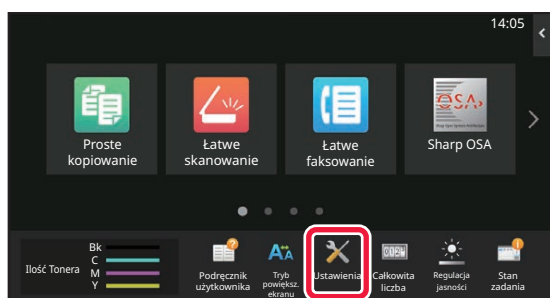 14:05
Proste
kopiowanie
Łatwe
skanowanie
Łatwe
faksowanie
OSA
Sharp OSA
Ilość Tonera
Bk
C
M
Y
Podręcznik
użytkownika
Tryb
powiększ.
ekranu
Ustawienia
Całkowita
liczba
Regulacja
jasności
Stan
zadania